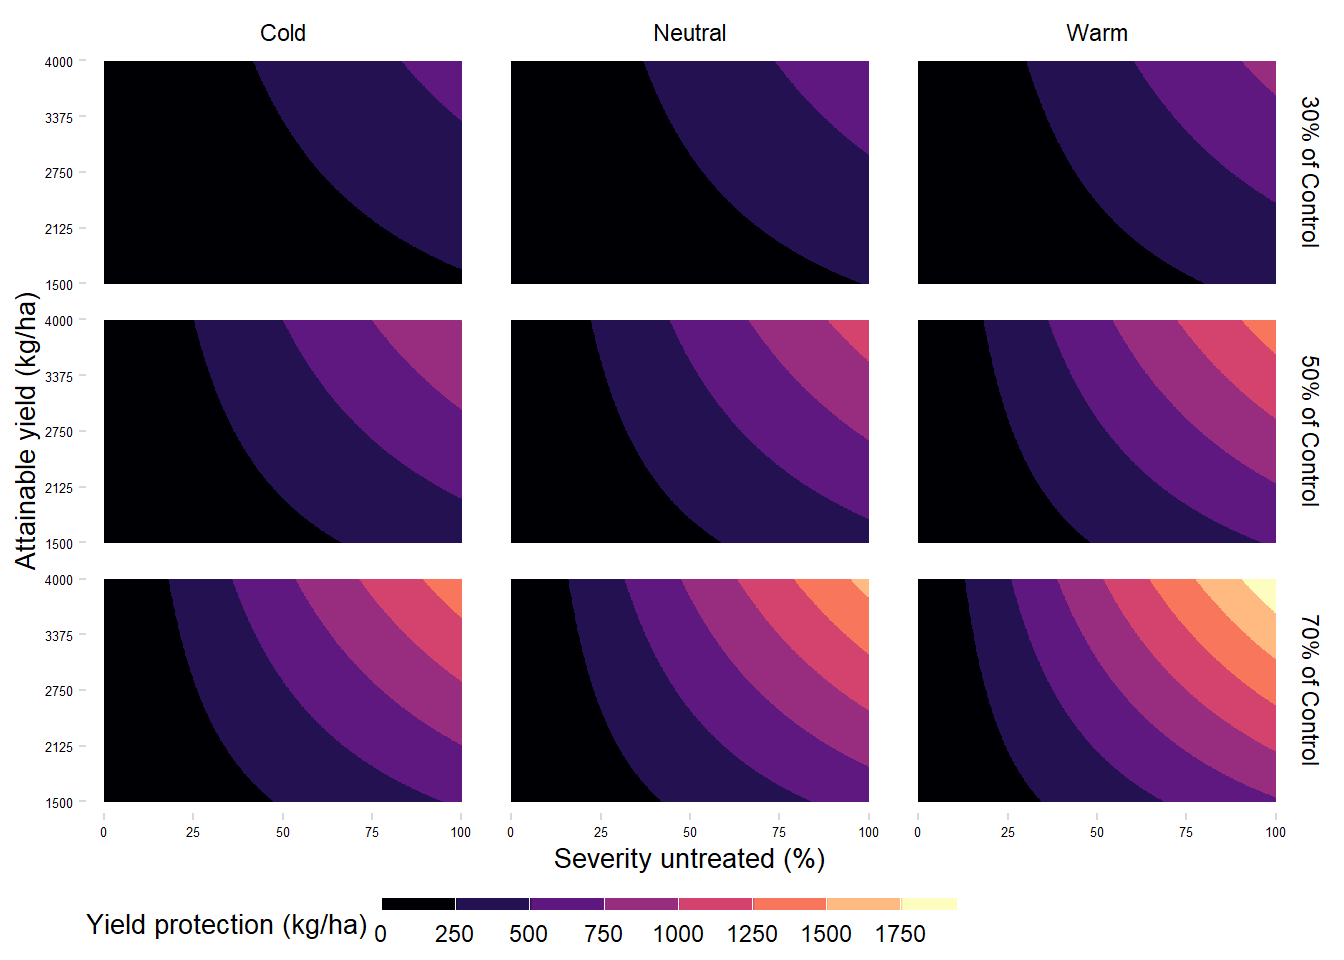 Cold Neutral Warm
4000
3375
2750
2125
1500
30% of Control
4000
3375
2750
2125
1500
50% of Control
4000
3375
2750
2125
1500
70% of Control
Attainable yield (kg/ha)
0 25 50 75 100 0 25 50 75 100 0 25 50 75 100
Severity untreated (%)
Yield protection (kg/ha)
0 250 500 750 1000 1250 1500 1750